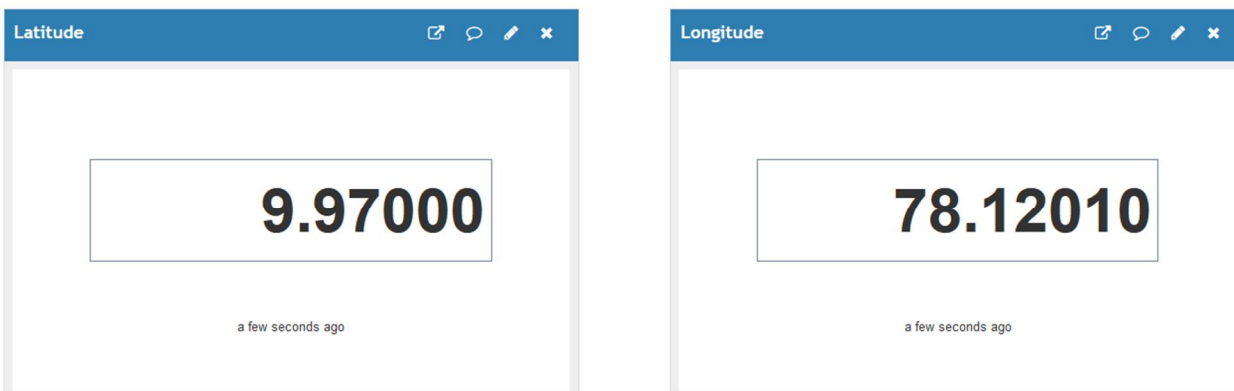 Latitude
9.97000
a few seconds ago
Longitude
78.12010
a few seconds ago